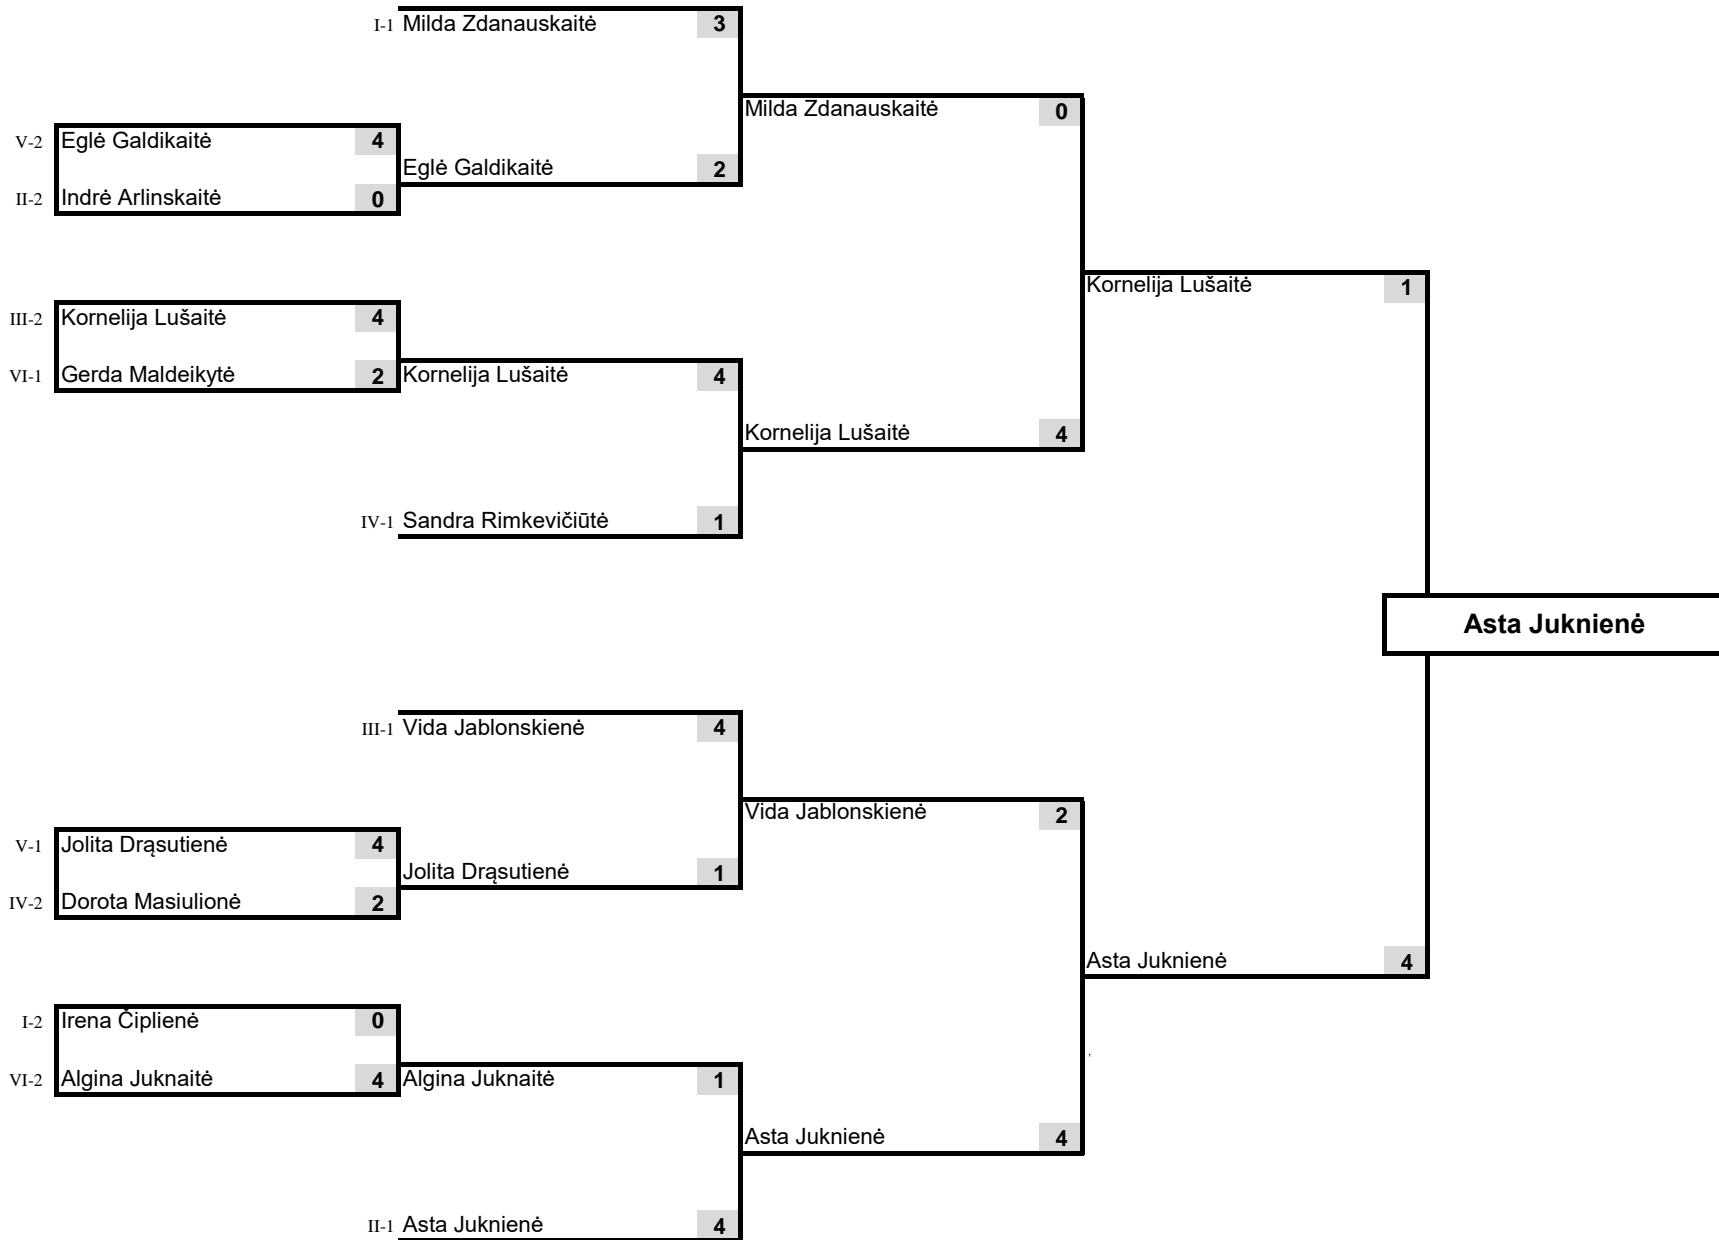 I-1 Milda Zdanauskaitė 3
Milda Zdanauskaitė 0
V-2 Eglė Galdikaitė 4
Eglė Galdikaitė 2
II-2 Indrė Arlinskaitė 0
Kornelija Lušaitė 1
III-2 Kornelija Lušaitė 4
VI-1 Gerda Maldeikytė 2 Kornelija Lušaitė 4
Kornelija Lušaitė 4
IV-1 Sandra Rimkevičiūtė 1
Asta Juknienė
III-1 Vida Jablonskienė 4
Vida Jablonskienė 2
V-1 Jolita Drąsutienė 4
Jolita Drąsutienė 1
IV-2 Dorota Masiulionė 2
Asta Juknienė 4
I-2 Irena Čiplienė 0
,
VI-2 Algina Juknaitė 4 Algina Juknaitė 1
Asta Juknienė 4
II-1 Asta Juknienė 4